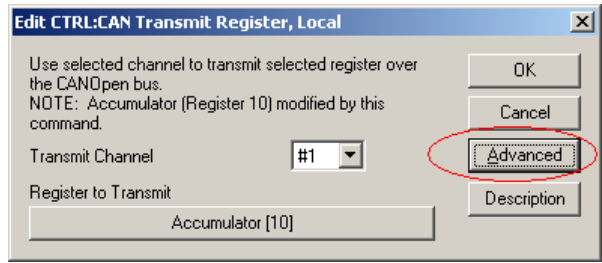 Edit CTRL:CAN Transmit Register, Local
Use selected channel to transmit selected register over
the CANOpen bus.
NOTE:  Accumulator (Register 10) modified by this
command.
Transmit Channel
#1
Register to Transmit
Accumulator [10]
OK
Cancel
Advanced
Description